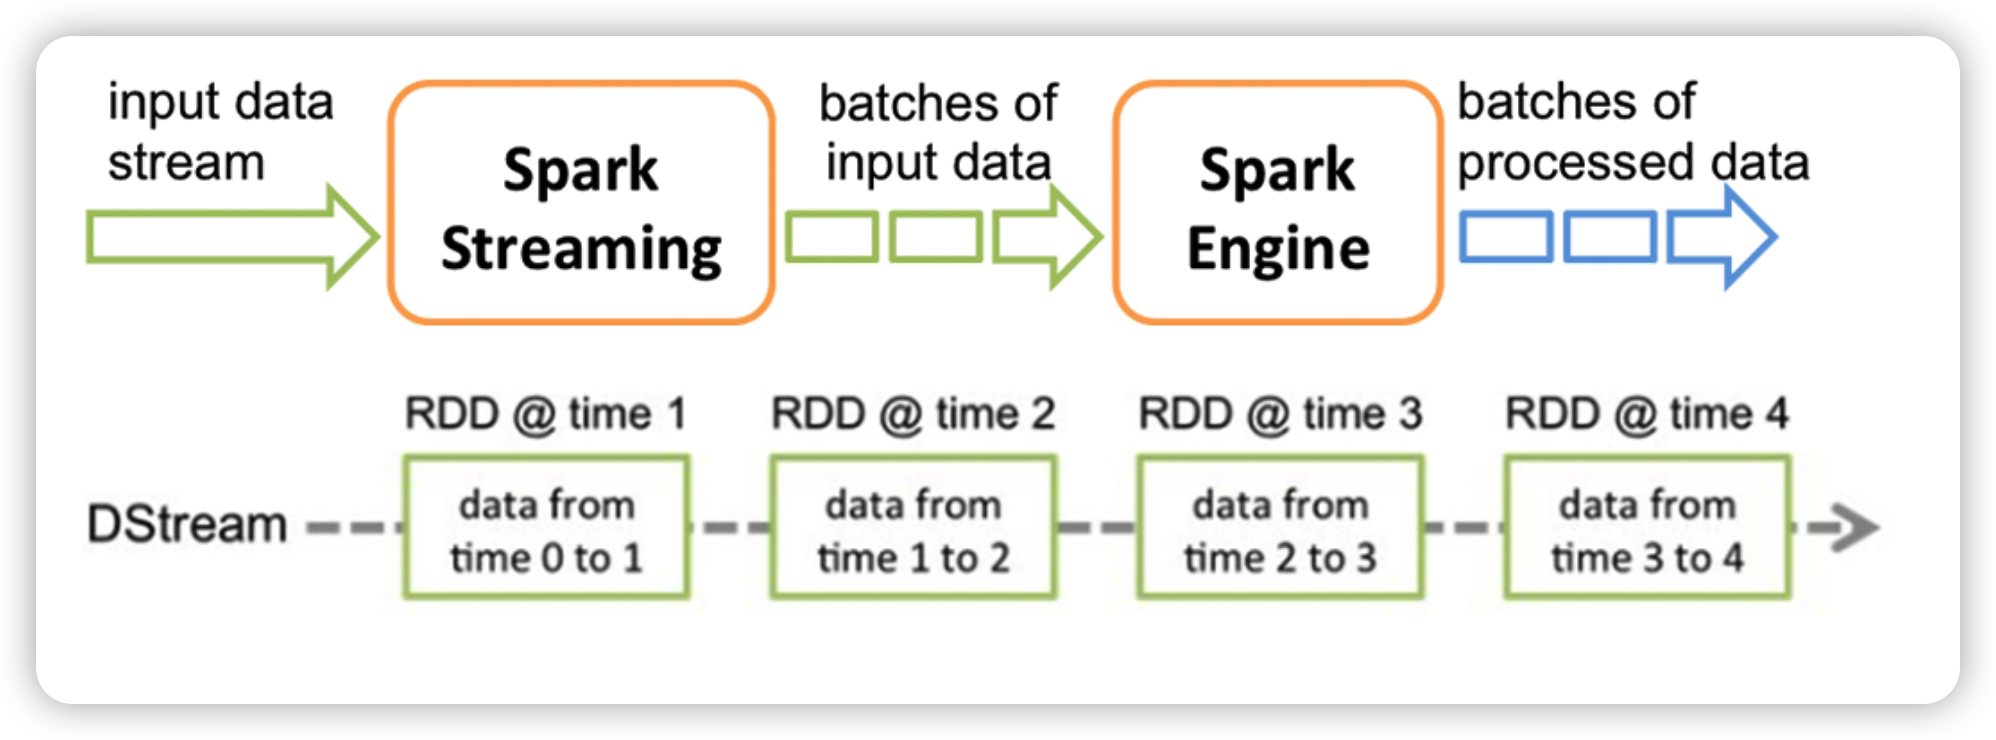 input data
stream
Spark
Streaming
batches of
input data
Spark
Engine
batches of
processed data
RDD @ time 1
RDD @ time 2
RDD @ time 3
RDD @ time 4
DStream
data from
time 0 to 1
data from
time 1 to 2
data from
time 2 to 3
data from
time 3 to 4